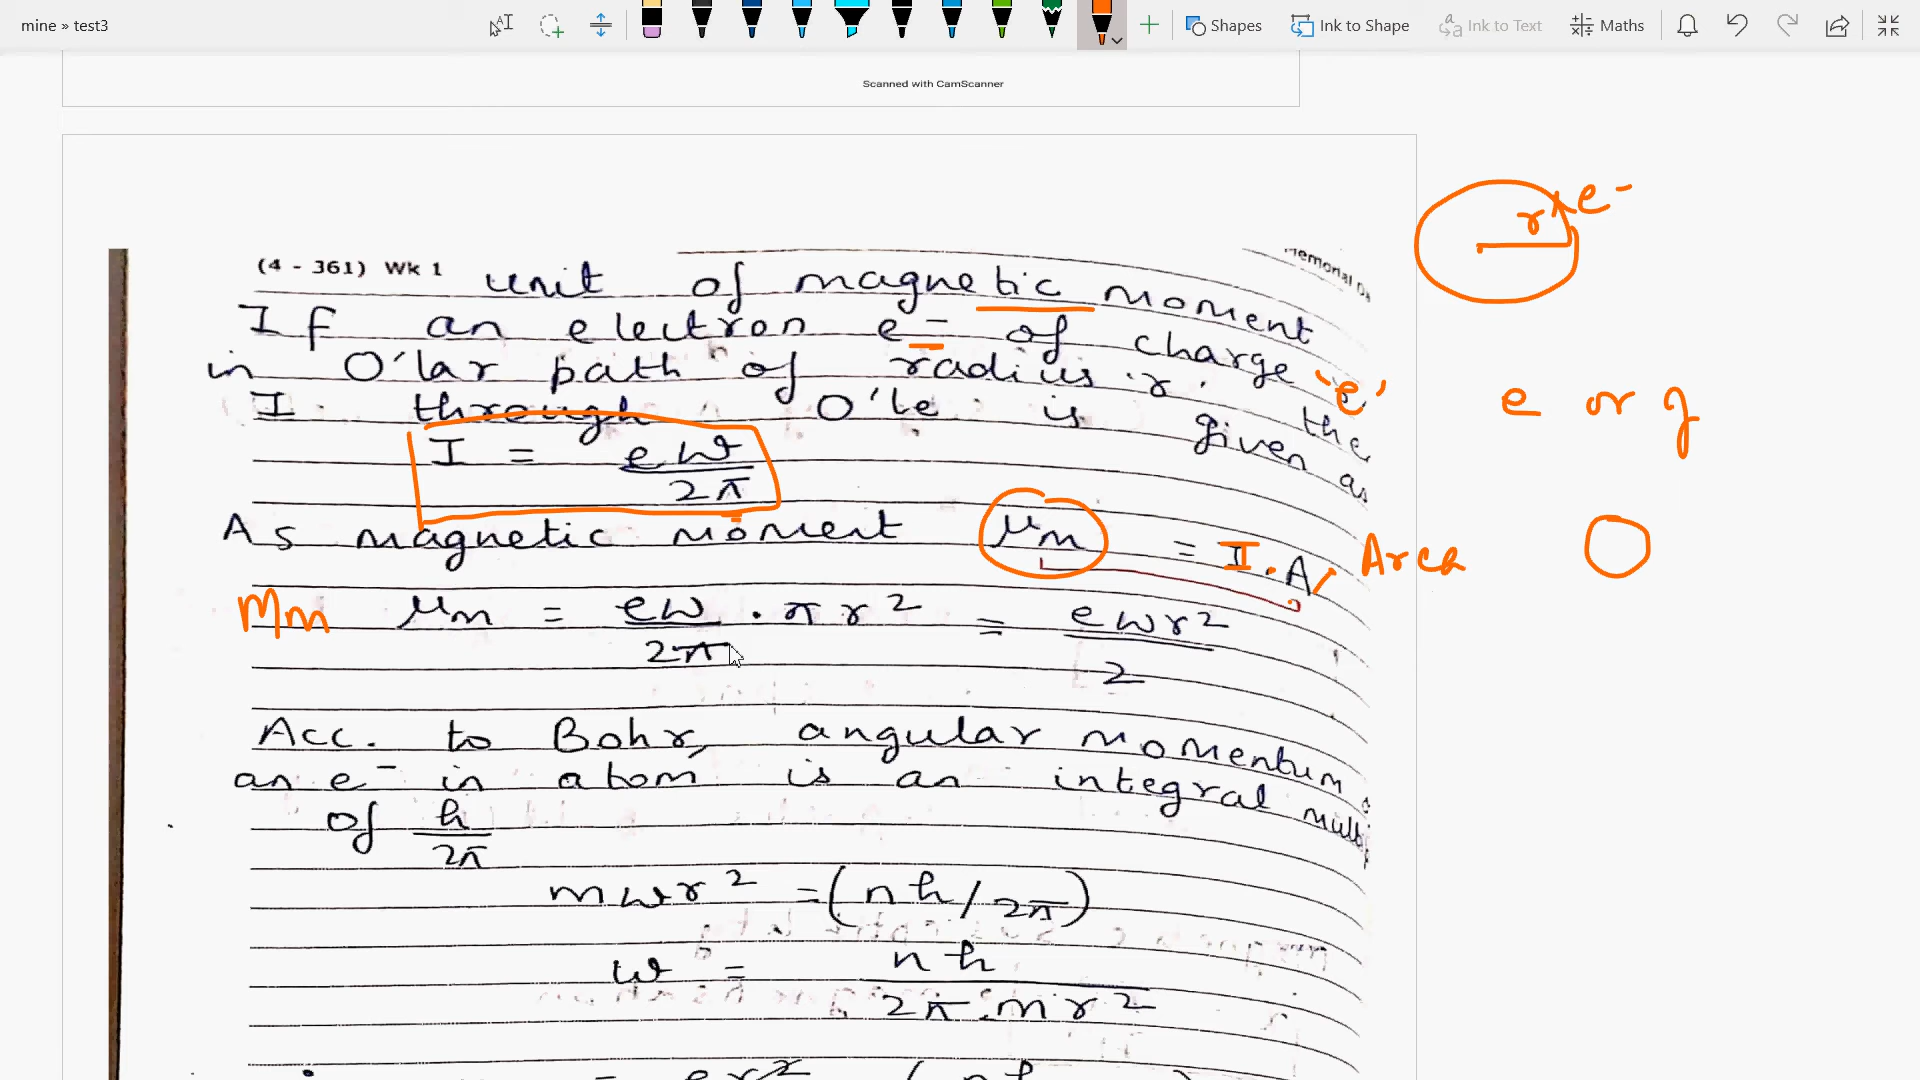 mine » test3
Shapes Ink to Shape Ink to Text Maths
Scanned with CamScanner
r e-
(4 - 361) Wk 1
unit of magnetic moment
If an electron e- of charge 'e'
in O'lar path of radius 'r'. the
e or q
I through O'le is given as
I = eω/2π
As magnetic moment μm = I.A Area
Mm μm = eω/2π . πr² = eωr²/2
Acc. to Bohr, angular momentum
an e- in atom is an integral
of h/2π
mωr² = (nh/2π)
ω = nh/2π.mr²